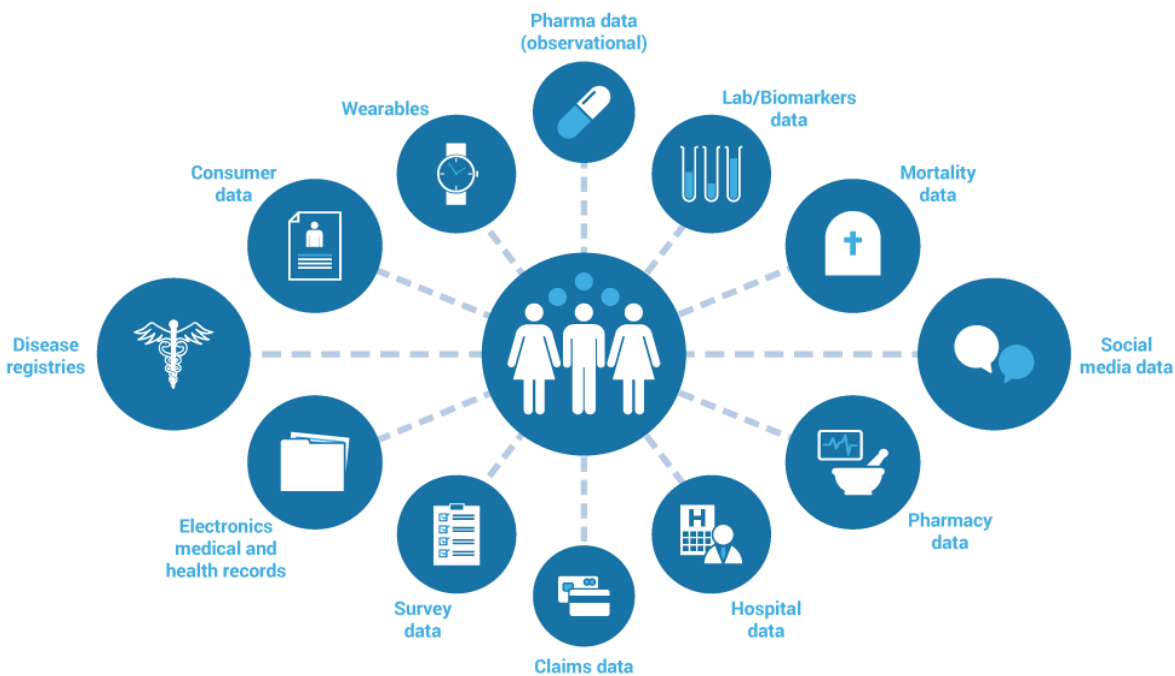 Pharma data
(observational)
Wearables
Lab/Biomarkers
data
Consumer
data
Mortality
data
Disease
registries
Social
media data
Electronics
medical and
health records
Pharmacy
data
Survey
data
H
Hospital
data
Claims data